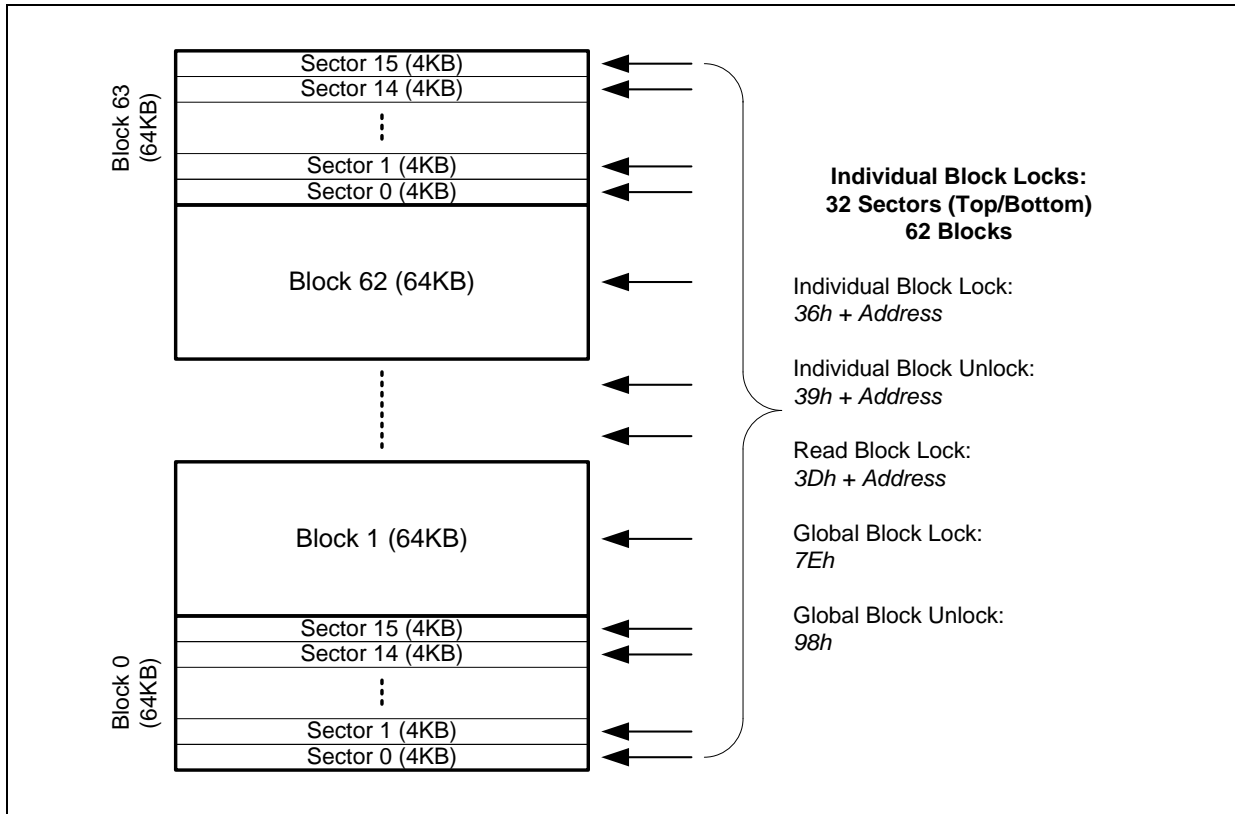 Block 63
(64KB)
Sector 15 (4KB)
Sector 14 (4KB)
Sector 1 (4KB)
Sector 0 (4KB)
Block 62 (64KB)
Block 1 (64KB)
Block 0
(64KB)
Sector 15 (4KB)
Sector 14 (4KB)
Sector 1 (4KB)
Sector 0 (4KB)
Individual Block Locks:
32 Sectors (Top/Bottom)
62 Blocks
Individual Block Lock:
36h + Address
Individual Block Unlock:
39h + Address
Read Block Lock:
3Dh + Address
Global Block Lock:
7Eh
Global Block Unlock:
98h